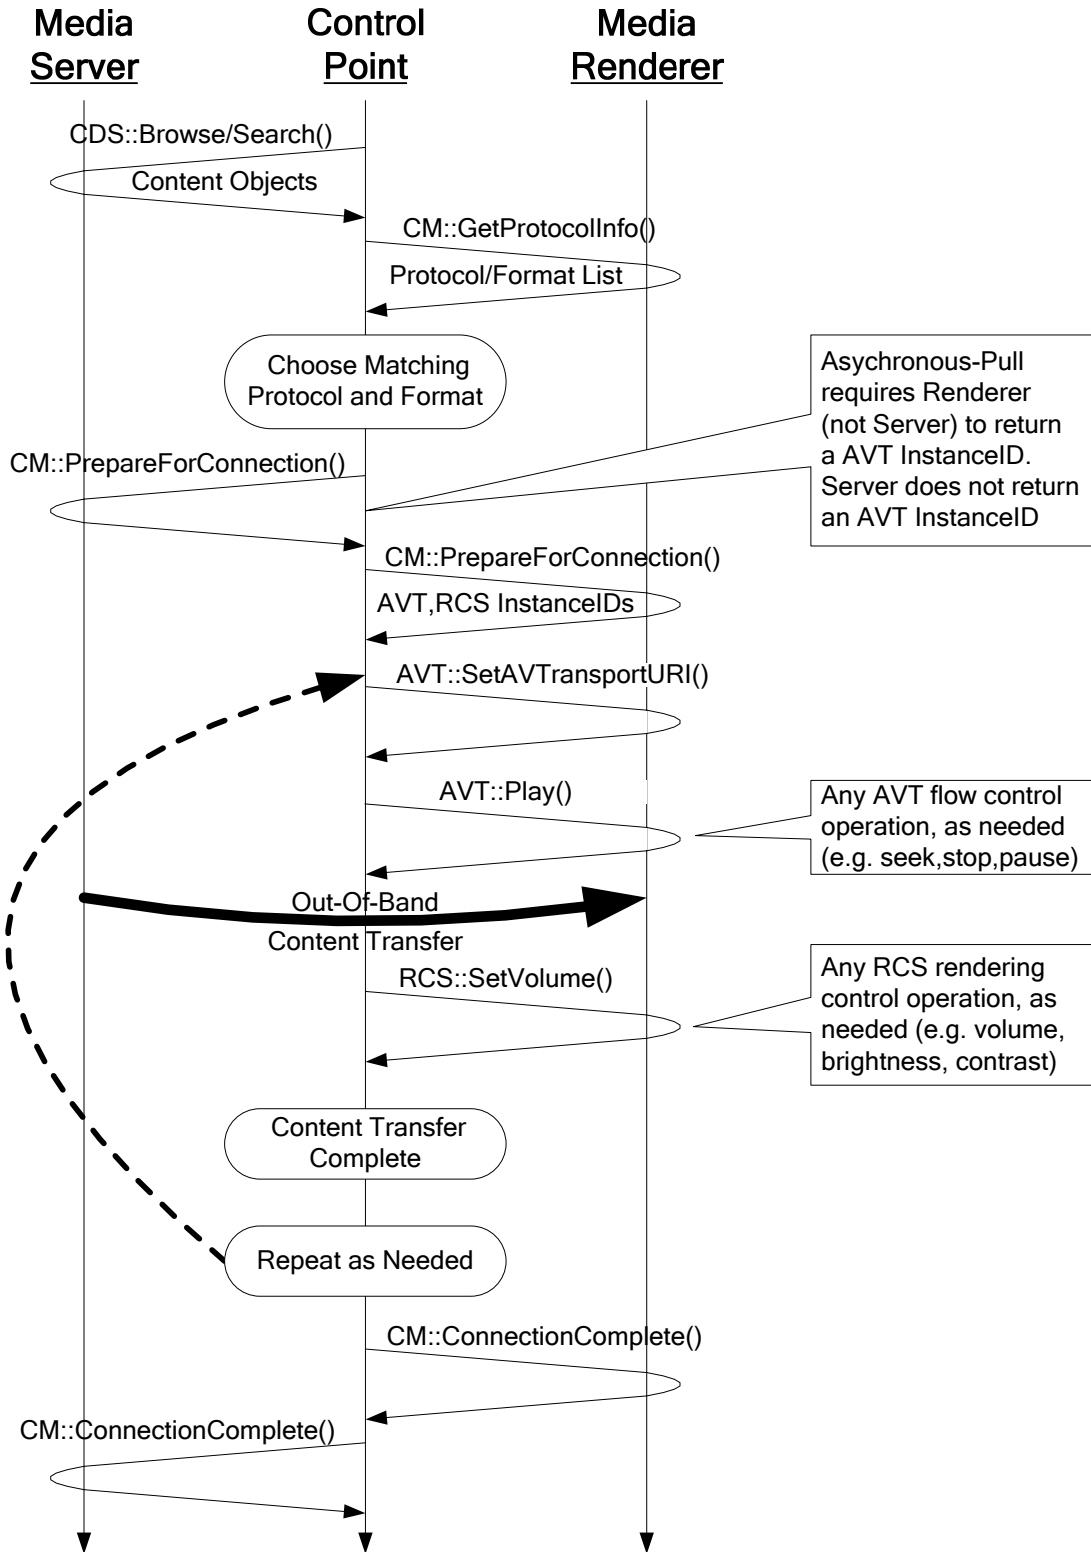 Media
Server
Control
Point
Media
Renderer
CDS::Browse/Search()
Content Objects
CM::GetProtocolInfo()
Protocol/Format List
Choose Matching
Protocol and Format
Asychronous-Pull
requires Renderer
(not Server) to return
a AVT InstanceID.
Server does not return
an AVT InstanceID
CM::PrepareForConnection()
CM::PrepareForConnection()
AVT,RCS InstanceIDs
AVT::SetAVTransportURI()
AVT::Play()
Any AVT flow control
operation, as needed
(e.g. seek,stop,pause)
Out-Of-Band
Content Transfer
RCS::SetVolume()
Any RCS rendering
control operation, as
needed (e.g. volume,
brightness, contrast)
Content Transfer
Complete
Repeat as Needed
CM::ConnectionComplete()
CM::ConnectionComplete()